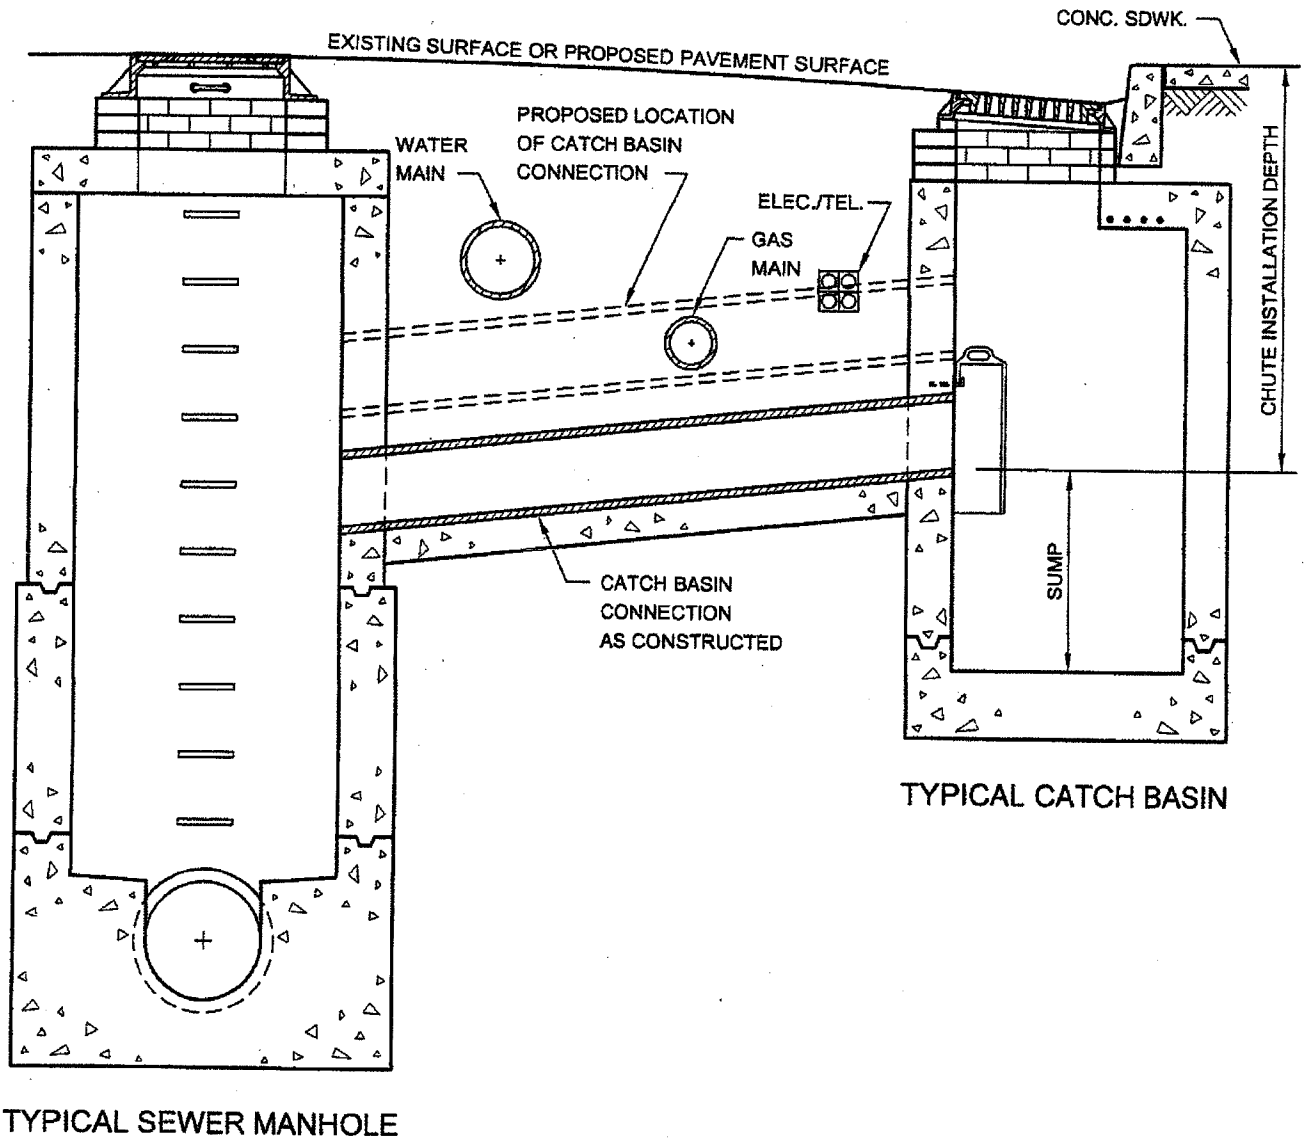 CONC. SDWK.
EXISTING SURFACE OR PROPOSED PAVEMENT SURFACE
PROPOSED LOCATION
OF CATCH BASIN
CONNECTION
WATER
MAIN
ELEC./TEL.
GAS
MAIN
CHUTE INSTALLATION DEPTH
SUMP
CATCH BASIN
CONNECTION
AS CONSTRUCTED
TYPICAL CATCH BASIN
TYPICAL SEWER MANHOLE